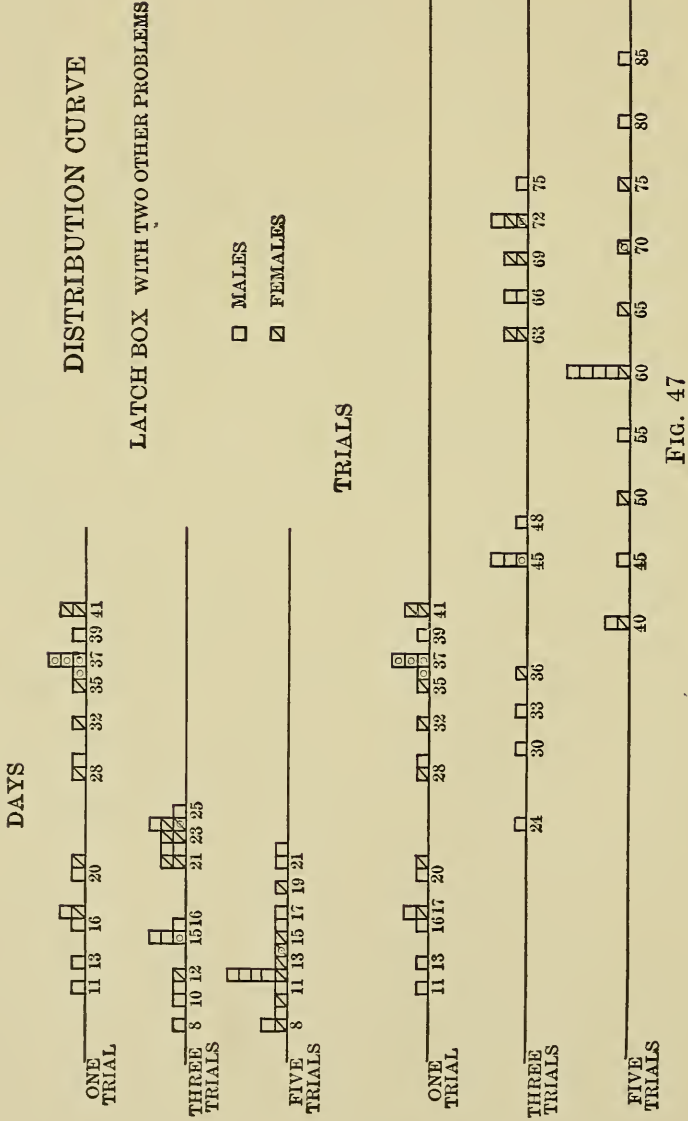 DISTRIBUTION CURVE
LATCH BOX WITH TWO OTHER PROBLEMS
MALES
FEMALES
DAYS
ONE
TRIAL
11 13 16 20 28 32 35 37 39 41
THREE
TRIALS
8 10 12 15 16 21 23 25
FIVE
TRIALS
8 11 13 15 17 19 21
TRIALS
ONE
TRIAL
11 13 16 17 20 28 32 35 37 39 41
THREE
TRIALS
24 30 33 36 45 48 63 66 69 72 75
FIVE
TRIALS
40 45 50 55 60 65 70 75 80 85
FIG. 47